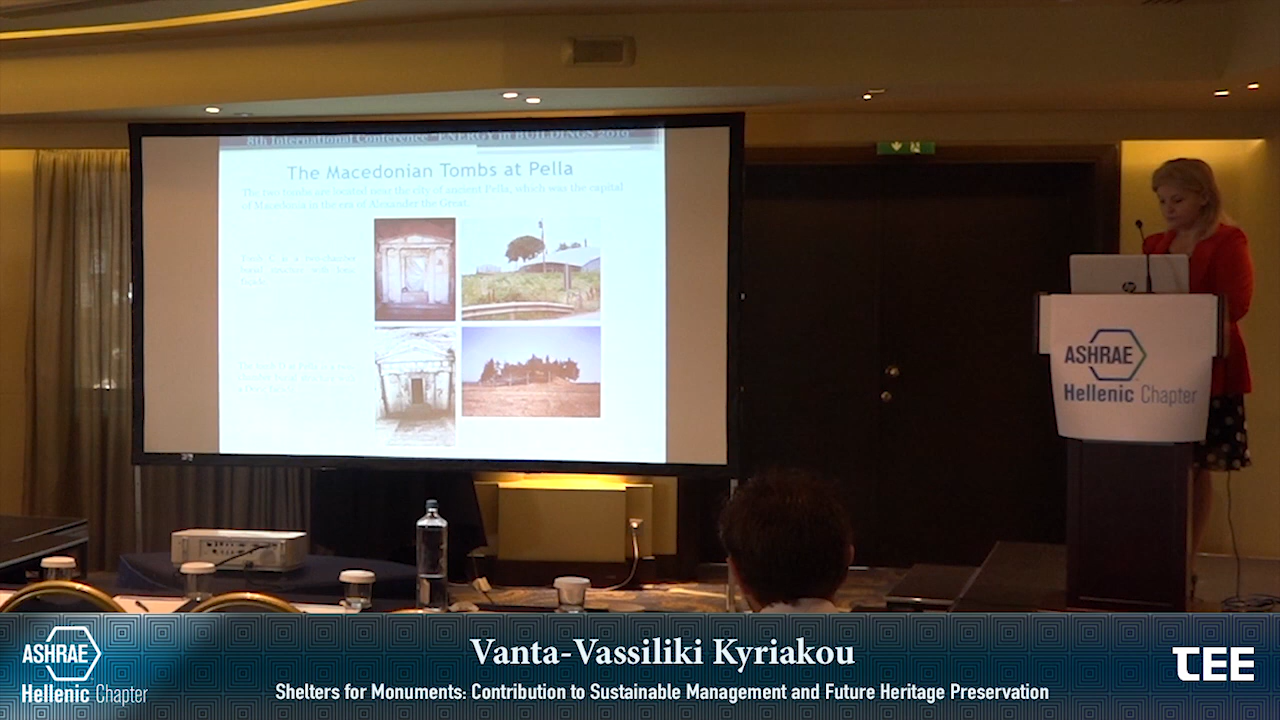 8th International Conference "ENERGY in BUILDINGS 2019
The Macedonian Tombs at Pella
The two tombs are located near the city of ancient Pella, which was the capital
of Macedonia in the era of Alexander the Great.
hp
ASHRAE
Hellenic Chapter
ASHRAE
Hellenic Chapter
Vanta-Vassiliki Kyriakou
Shelters for Monuments: Contribution to Sustainable Management and Future Heritage Preservation
TEE